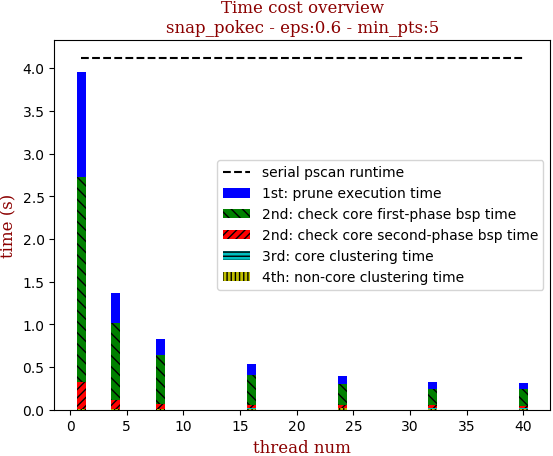 Time cost overview
snap_pokec - eps:0.6 - min_pts:5
time (s)
4.0
3.5
3.0
2.5
2.0
1.5
1.0
0.5
0.0
serial pscan runtime
1st: prune execution time
2nd: check core first-phase bsp time
2nd: check core second-phase bsp time
3rd: core clustering time
4th: non-core clustering time
0 5 10 15 20 25 30 35 40
thread num